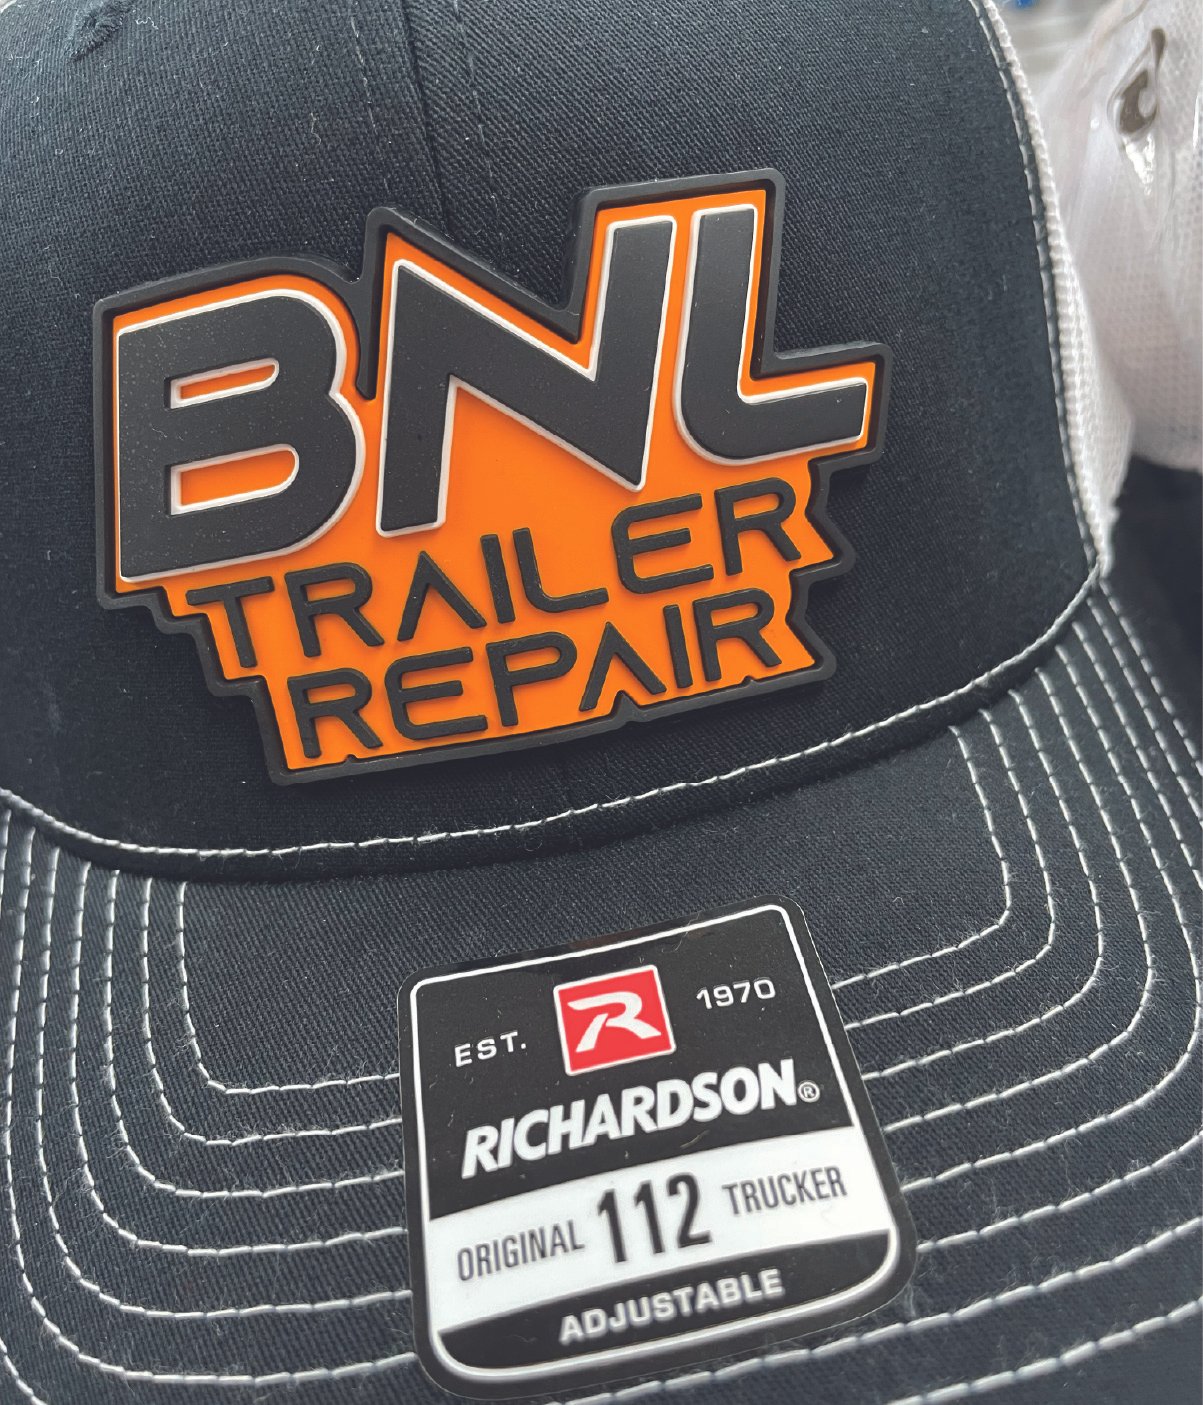 BNL
TRAILER
REPAIR
EST. R 1970
RICHARDSON®
ORIGINAL 112 TRUCKER
ADJUSTABLE